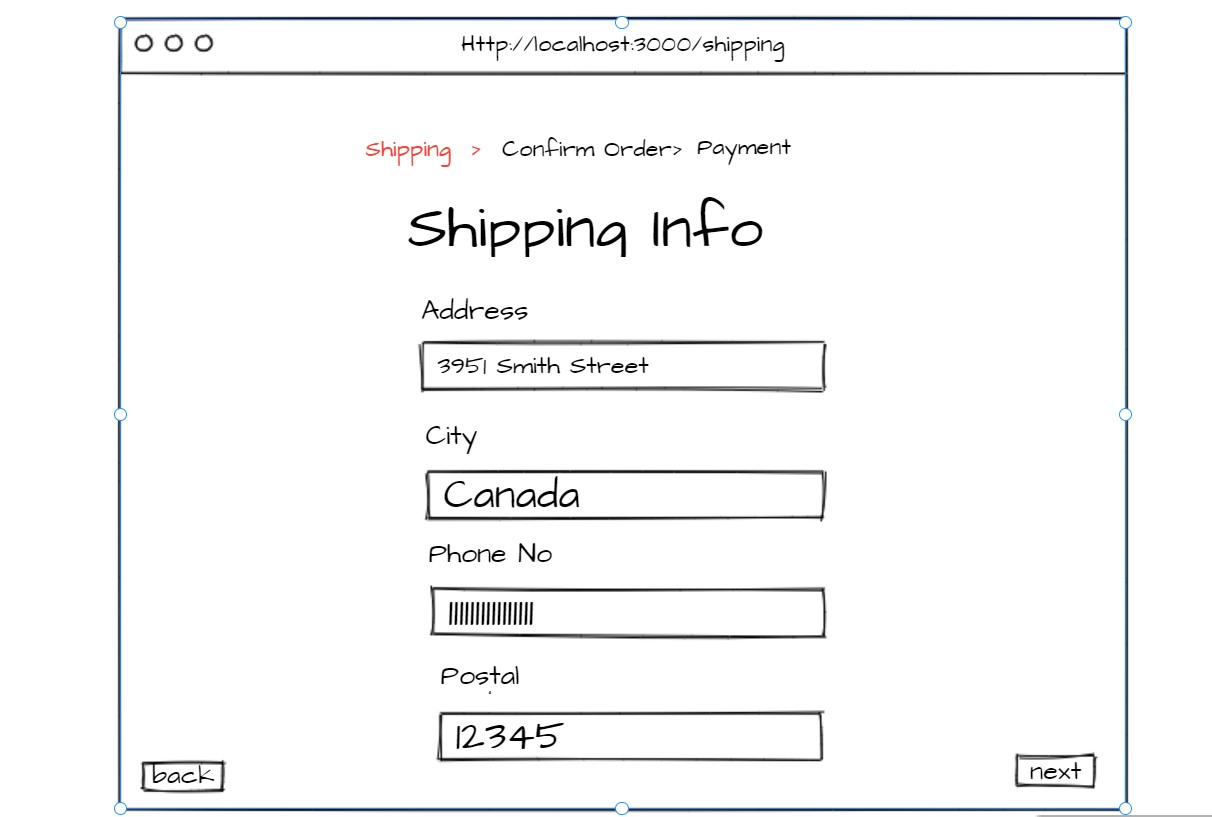 Http://localhost:3000/shipping
Shipping > Confirm Order> Payment
Shipping Info
Address
3951 Smith Street
City
Canada
Phone No
||||||||||||||||
Postal
12345
back
next